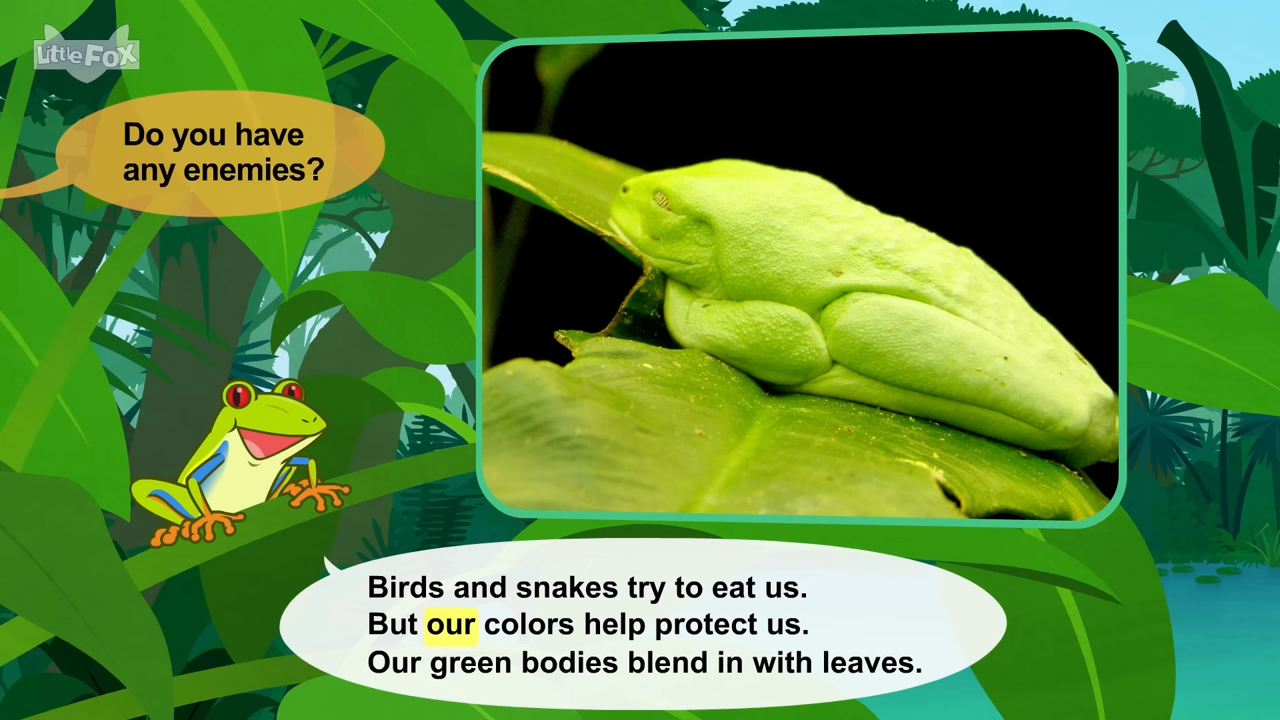 Little Fox
Do you have
any enemies?
Birds and snakes try to eat us.
But our colors help protect us.
Our green bodies blend in with leaves.